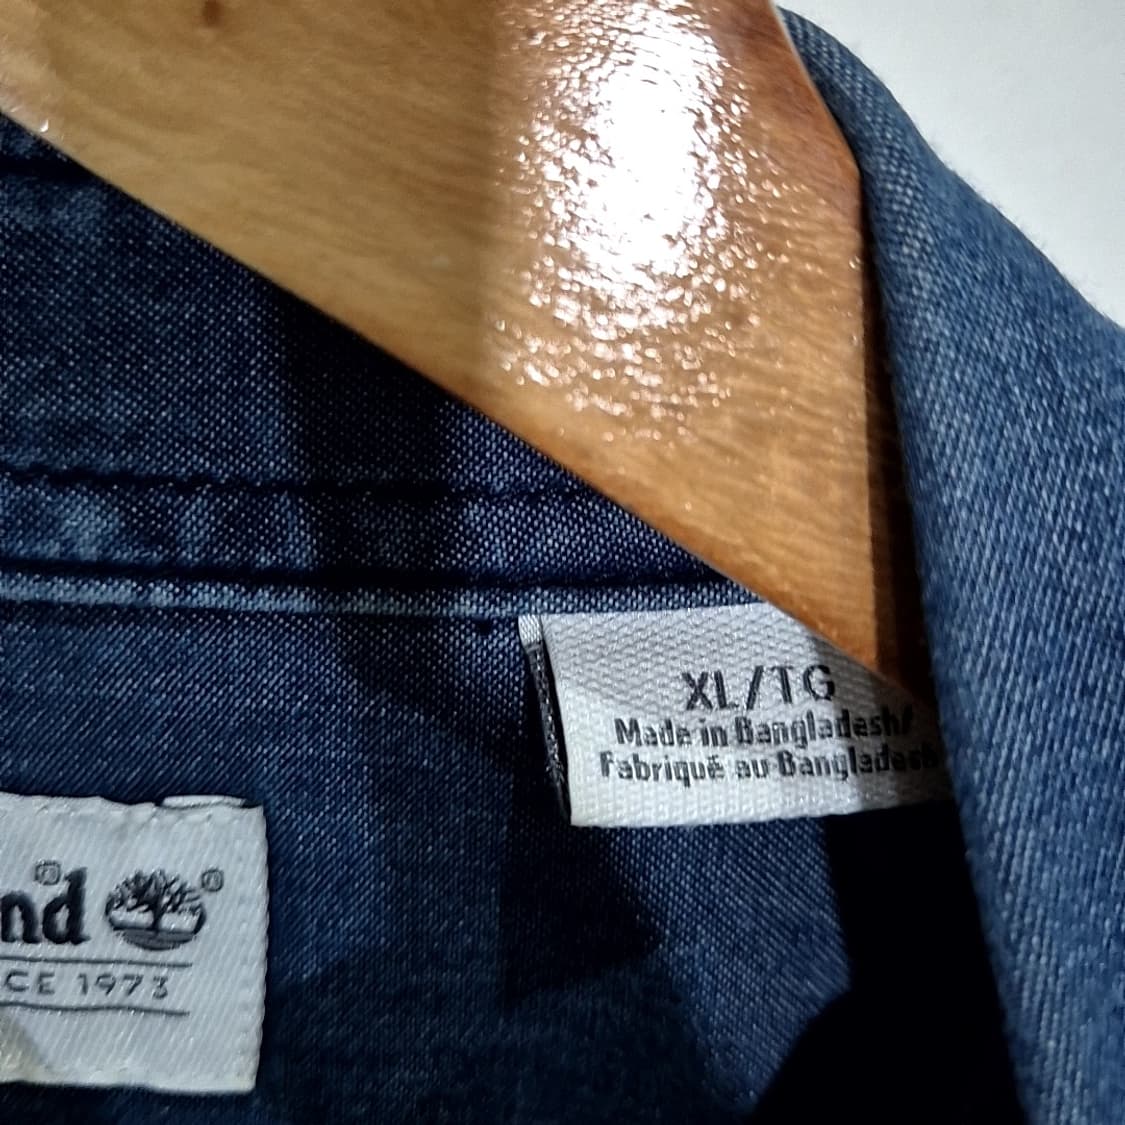 XL/TG
Made in Bangladesh/
Fabriqué au Bangladesh
nd
CE 1973